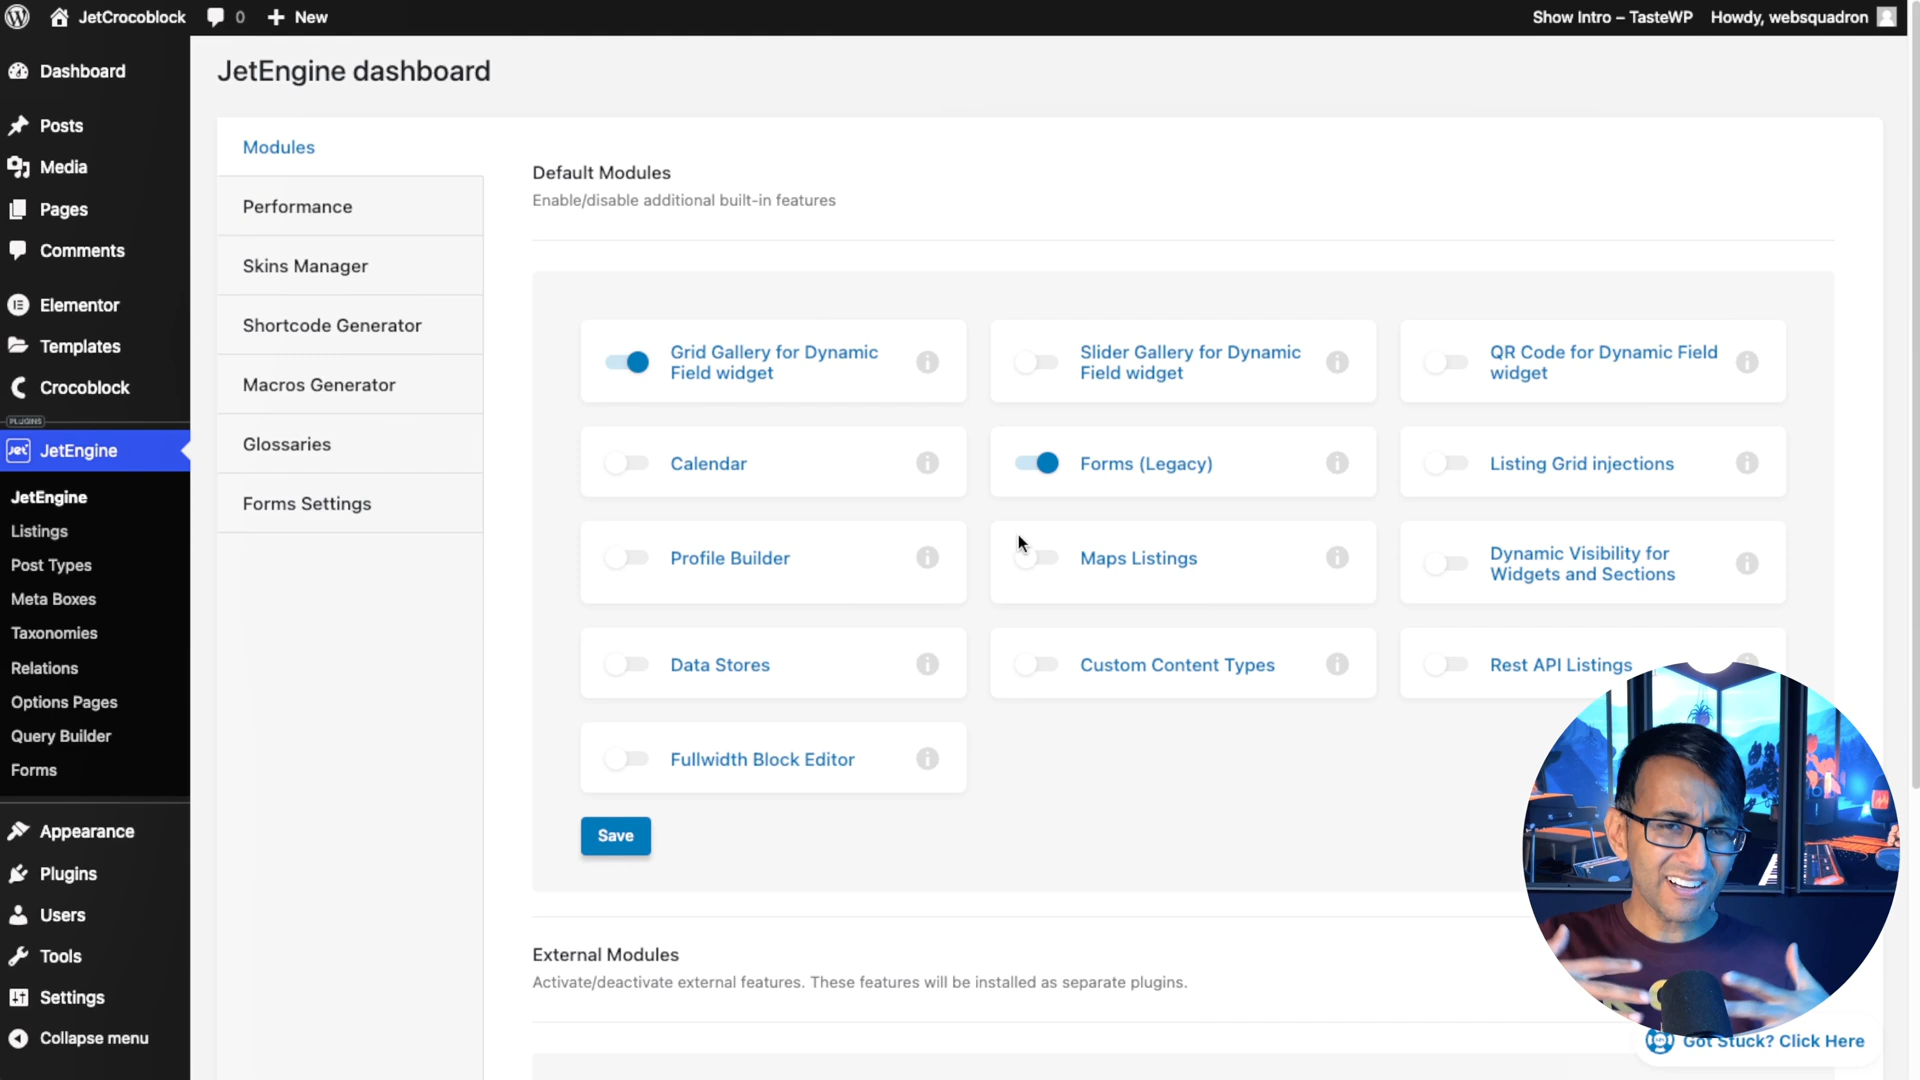 JetCrocoblock
0
New
Show Intro – TasteWP
Howdy, websquadron
Dashboard
Posts
Media
Pages
Comments
Elementor
Templates
Crocoblock
PLUGINS
Jet
JetEngine
JetEngine
Listings
Post Types
Meta Boxes
Taxonomies
Relations
Options Pages
Query Builder
Forms
Appearance
Plugins
Users
Tools
Settings
Collapse menu
JetEngine dashboard
Modules
Performance
Skins Manager
Shortcode Generator
Macros Generator
Glossaries
Forms Settings
Default Modules
Enable/disable additional built-in features
Grid Gallery for Dynamic
Field widget
Slider Gallery for Dynamic
Field widget
QR Code for Dynamic Field
widget
Calendar
Forms (Legacy)
Listing Grid injections
Profile Builder
Maps Listings
Dynamic Visibility for
Widgets and Sections
Data Stores
Custom Content Types
Rest API Listings
Fullwidth Block Editor
Save
External Modules
Activate/deactivate external features. These features will be installed as separate plugins.
Got Stuck? Click Here